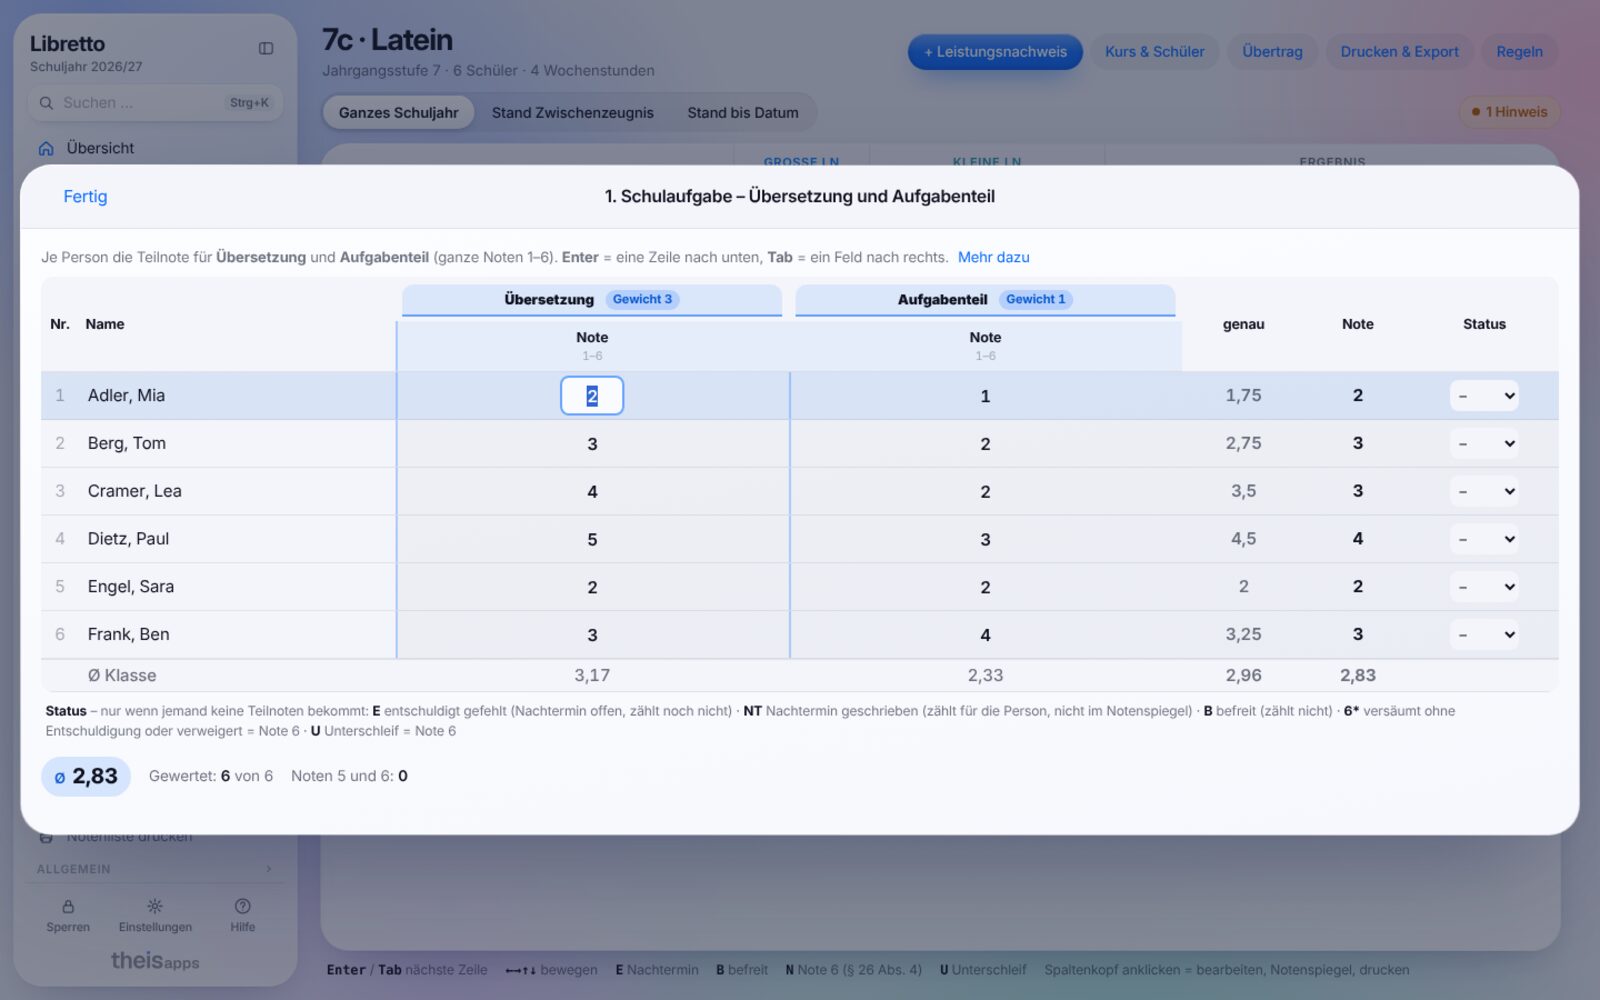 Libretto
Schuljahr 2026/27
Suchen ... Strg+K
Übersicht
7c · Latein
Jahrgangsstufe 7 · 6 Schüler · 4 Wochenstunden
+ Leistungsnachweis Kurs & Schüler Übertrag Drucken & Export Regeln
Ganzes Schuljahr Stand Zwischenzeugnis Stand bis Datum 1 Hinweis
GROSSE LN KLEINE LN ERGEBNIS
Fertig 1. Schulaufgabe – Übersetzung und Aufgabenteil
Je Person die Teilnote für Übersetzung und Aufgabenteil (ganze Noten 1–6). Enter = eine Zeile nach unten, Tab = ein Feld nach rechts. Mehr dazu
Übersetzung Gewicht 3 Aufgabenteil Gewicht 1
Nr. Name genau Note Status
Note Note
1–6 1–6
1 Adler, Mia 2 1 1,75 2 –
2 Berg, Tom 3 2 2,75 3 –
3 Cramer, Lea 4 2 3,5 3 –
4 Dietz, Paul 5 3 4,5 4 –
5 Engel, Sara 2 2 2 2 –
6 Frank, Ben 3 4 3,25 3 –
Ø Klasse 3,17 2,33 2,96 2,83
Status – nur wenn jemand keine Teilnoten bekommt: E entschuldigt gefehlt (Nachtermin offen, zählt noch nicht) · NT Nachtermin geschrieben (zählt für die Person, nicht im Notenspiegel) · B befreit (zählt nicht) · 6* versäumt ohne
Entschuldigung oder verweigert = Note 6 · U Unterschleif = Note 6
Ø 2,83 Gewertet: 6 von 6 Noten 5 und 6: 0
Notenliste drucken
ALLGEMEIN
Sperren Einstellungen Hilfe
theisapps
Enter / Tab nächste Zeile ←→↑↓ bewegen E Nachtermin B befreit N Note 6 (§ 26 Abs. 4) U Unterschleif Spaltenkopf anklicken = bearbeiten, Notenspiegel, drucken